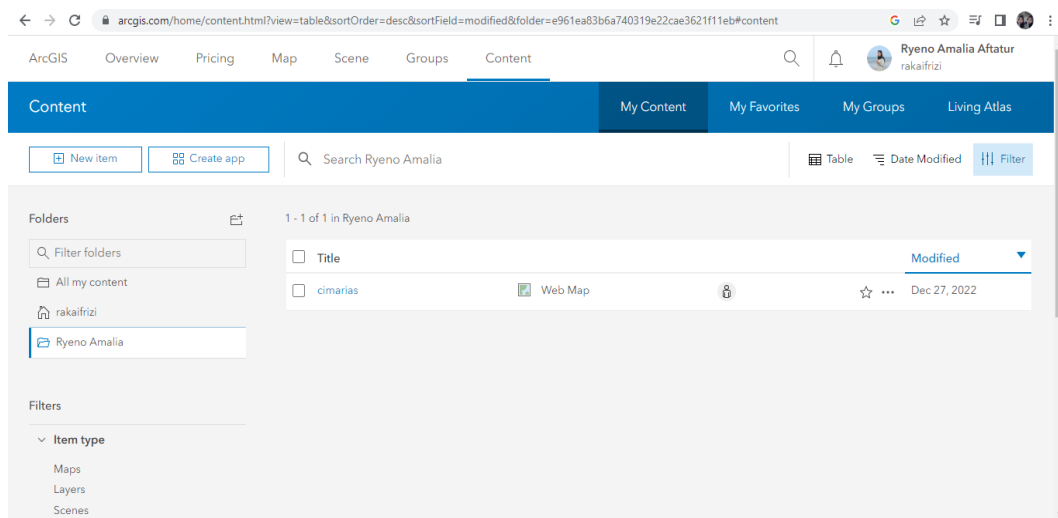 arcgis.com/home/content.html?view=table&sortOrder=desc&sortField=modified&folder=e961ea83b6a740319e22cae3621f11eb#content
ArcGIS Overview Pricing Map Scene Groups Content
Ryeno Amalia Aftatur
rakaifrizi
Content My Content My Favorites My Groups Living Atlas
New item Create app Search Ryeno Amalia Table Date Modified Filter
Folders 1 - 1 of 1 in Ryeno Amalia
Filter folders Title Modified
All my content cimarias Web Map Dec 27, 2022
rakaifrizi
Ryeno Amalia
Filters
Item type
Maps
Layers
Scenes